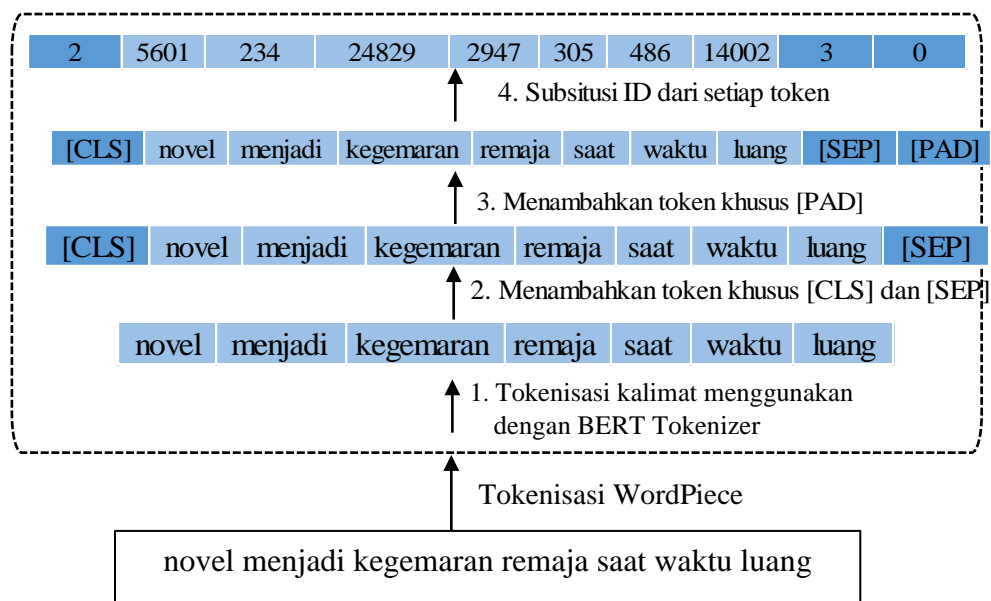 2 5601 234 24829 2947 305 486 14002 3 0
4. Subsitusi ID dari setiap token
[CLS] novel menjadi kegemaran remaja saat waktu luang [SEP] [PAD]
3. Menambahkan token khusus [PAD]
[CLS] novel menjadi kegemaran remaja saat waktu luang [SEP]
2. Menambahkan token khusus [CLS] dan [SEP]
novel menjadi kegemaran remaja saat waktu luang
1. Tokenisasi kalimat menggunakan
dengan BERT Tokenizer
Tokenisasi WordPiece
novel menjadi kegemaran remaja saat waktu luang